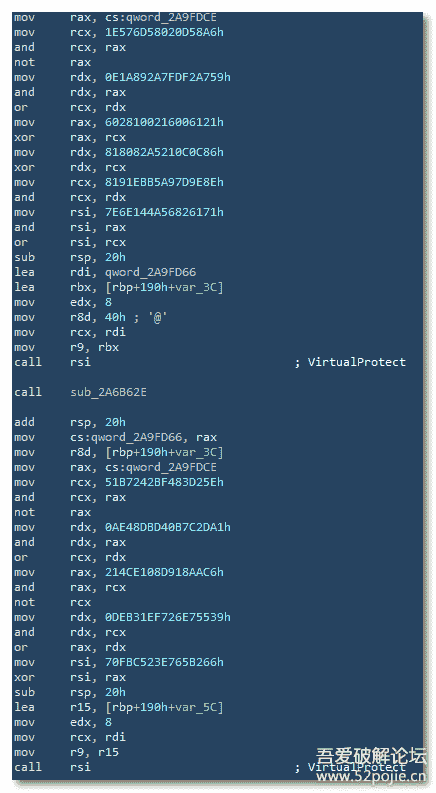 mov rax, cs:qword_2A9FDCE
mov rcx, 1E576D58020D58A6h
and rcx, rax
not rax
mov rdx, 0E1A892A7FDF2A759h
and rdx, rax
or rcx, rdx
mov rax, 6028100216006121h
xor rax, rcx
mov rdx, 818082A5210C0C86h
xor rdx, rcx
mov rcx, 8191EBB5A97D9E8Eh
and rcx, rdx
mov rsi, 7E6E144A56826171h
and rsi, rax
or rsi, rcx
sub rsp, 20h
lea rdi, qword_2A9FD66
lea rbx, [rbp+190h+var_3C]
mov edx, 8
mov r8d, 40h ; '@'
mov rcx, rdi
mov r9, rbx
call rsi ; VirtualProtect
call sub_2A6B62E
add rsp, 20h
mov cs:qword_2A9FD66, rax
mov r8d, [rbp+190h+var_3C]
mov rax, cs:qword_2A9FDCE
mov rcx, 51B7242BF483D25Eh
and rcx, rax
not rax
mov rdx, 0AE48DBD40B7C2DA1h
and rdx, rax
or rcx, rdx
mov rax, 214CE108D918AAC6h
and rax, rcx
not rcx
mov rdx, 0DEB31EF726E75539h
and rdx, rcx
or rax, rdx
mov rsi, 70FBC523E765B266h
xor rsi, rax
sub rsp, 20h
lea r15, [rbp+190h+var_5C]
mov edx, 8
mov rcx, rdi
mov r9, r15
call rsi ; VirtualProtect
吾爱破解论坛
www.52pojie.cn